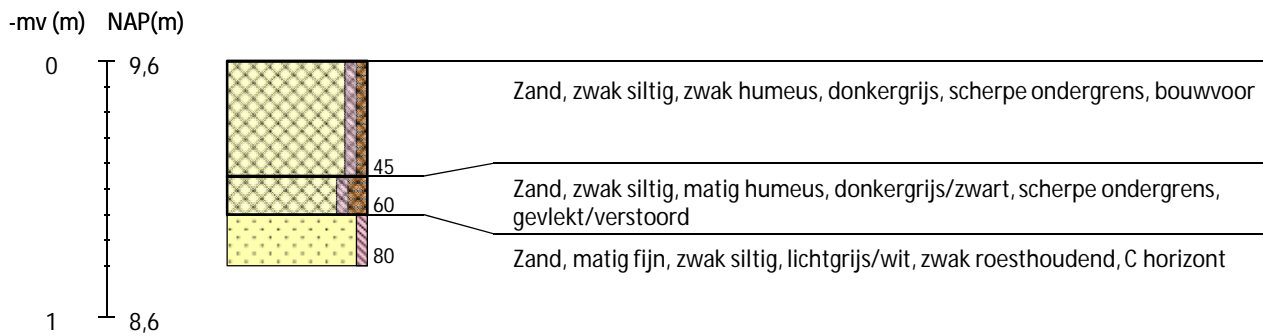 -mv (m) NAP(m)
0 9,6
Zand, zwak siltig, zwak humeus, donkergrijs, scherpe ondergrens, bouwvoor
45
Zand, zwak siltig, matig humeus, donkergrijs/zwart, scherpe ondergrens,
gevlekt/verstoord
60
Zand, matig fijn, zwak siltig, lichtgrijs/wit, zwak roesthoudend, C horizont
80
1 8,6